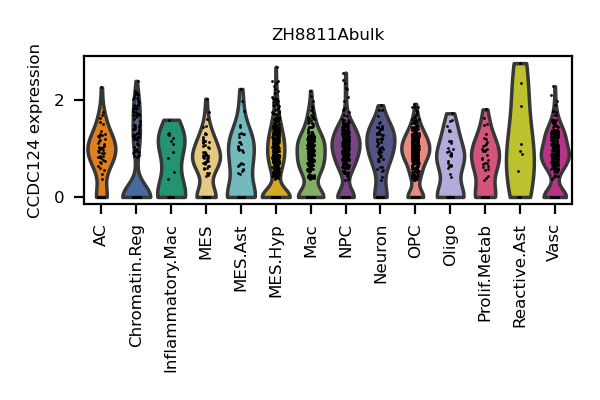 ZH8811Abulk
CCDC124 expression
2
0
AC
Chromatin.Reg
Inflammatory.Mac
MES
MES.Ast
MES.Hyp
Mac
NPC
Neuron
OPC
Oligo
Prolif.Metab
Reactive.Ast
Vasc